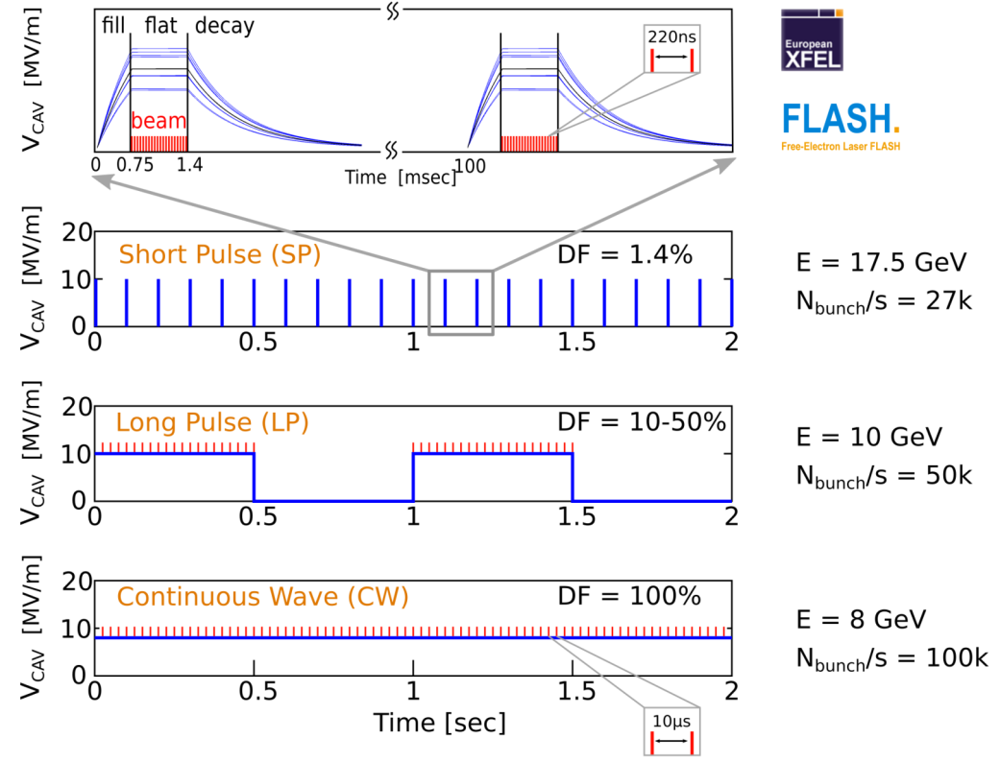 fill flat decay
220ns
European
XFEL
FLASH.
Free-Electron Laser FLASH
V_CAV [MV/m]
beam
0 0.75 1.4
Time [msec]
100
Short Pulse (SP)
DF = 1.4%
V_CAV [MV/m]
20
10
0
0 0.5 1 1.5 2
E = 17.5 GeV
N_bunch/s = 27k
Long Pulse (LP)
DF = 10-50%
V_CAV [MV/m]
20
10
0
0 0.5 1 1.5 2
E = 10 GeV
N_bunch/s = 50k
Continuous Wave (CW)
DF = 100%
V_CAV [MV/m]
20
10
0
0 0.5 1 1.5 2
E = 8 GeV
N_bunch/s = 100k
Time [sec]
10µs